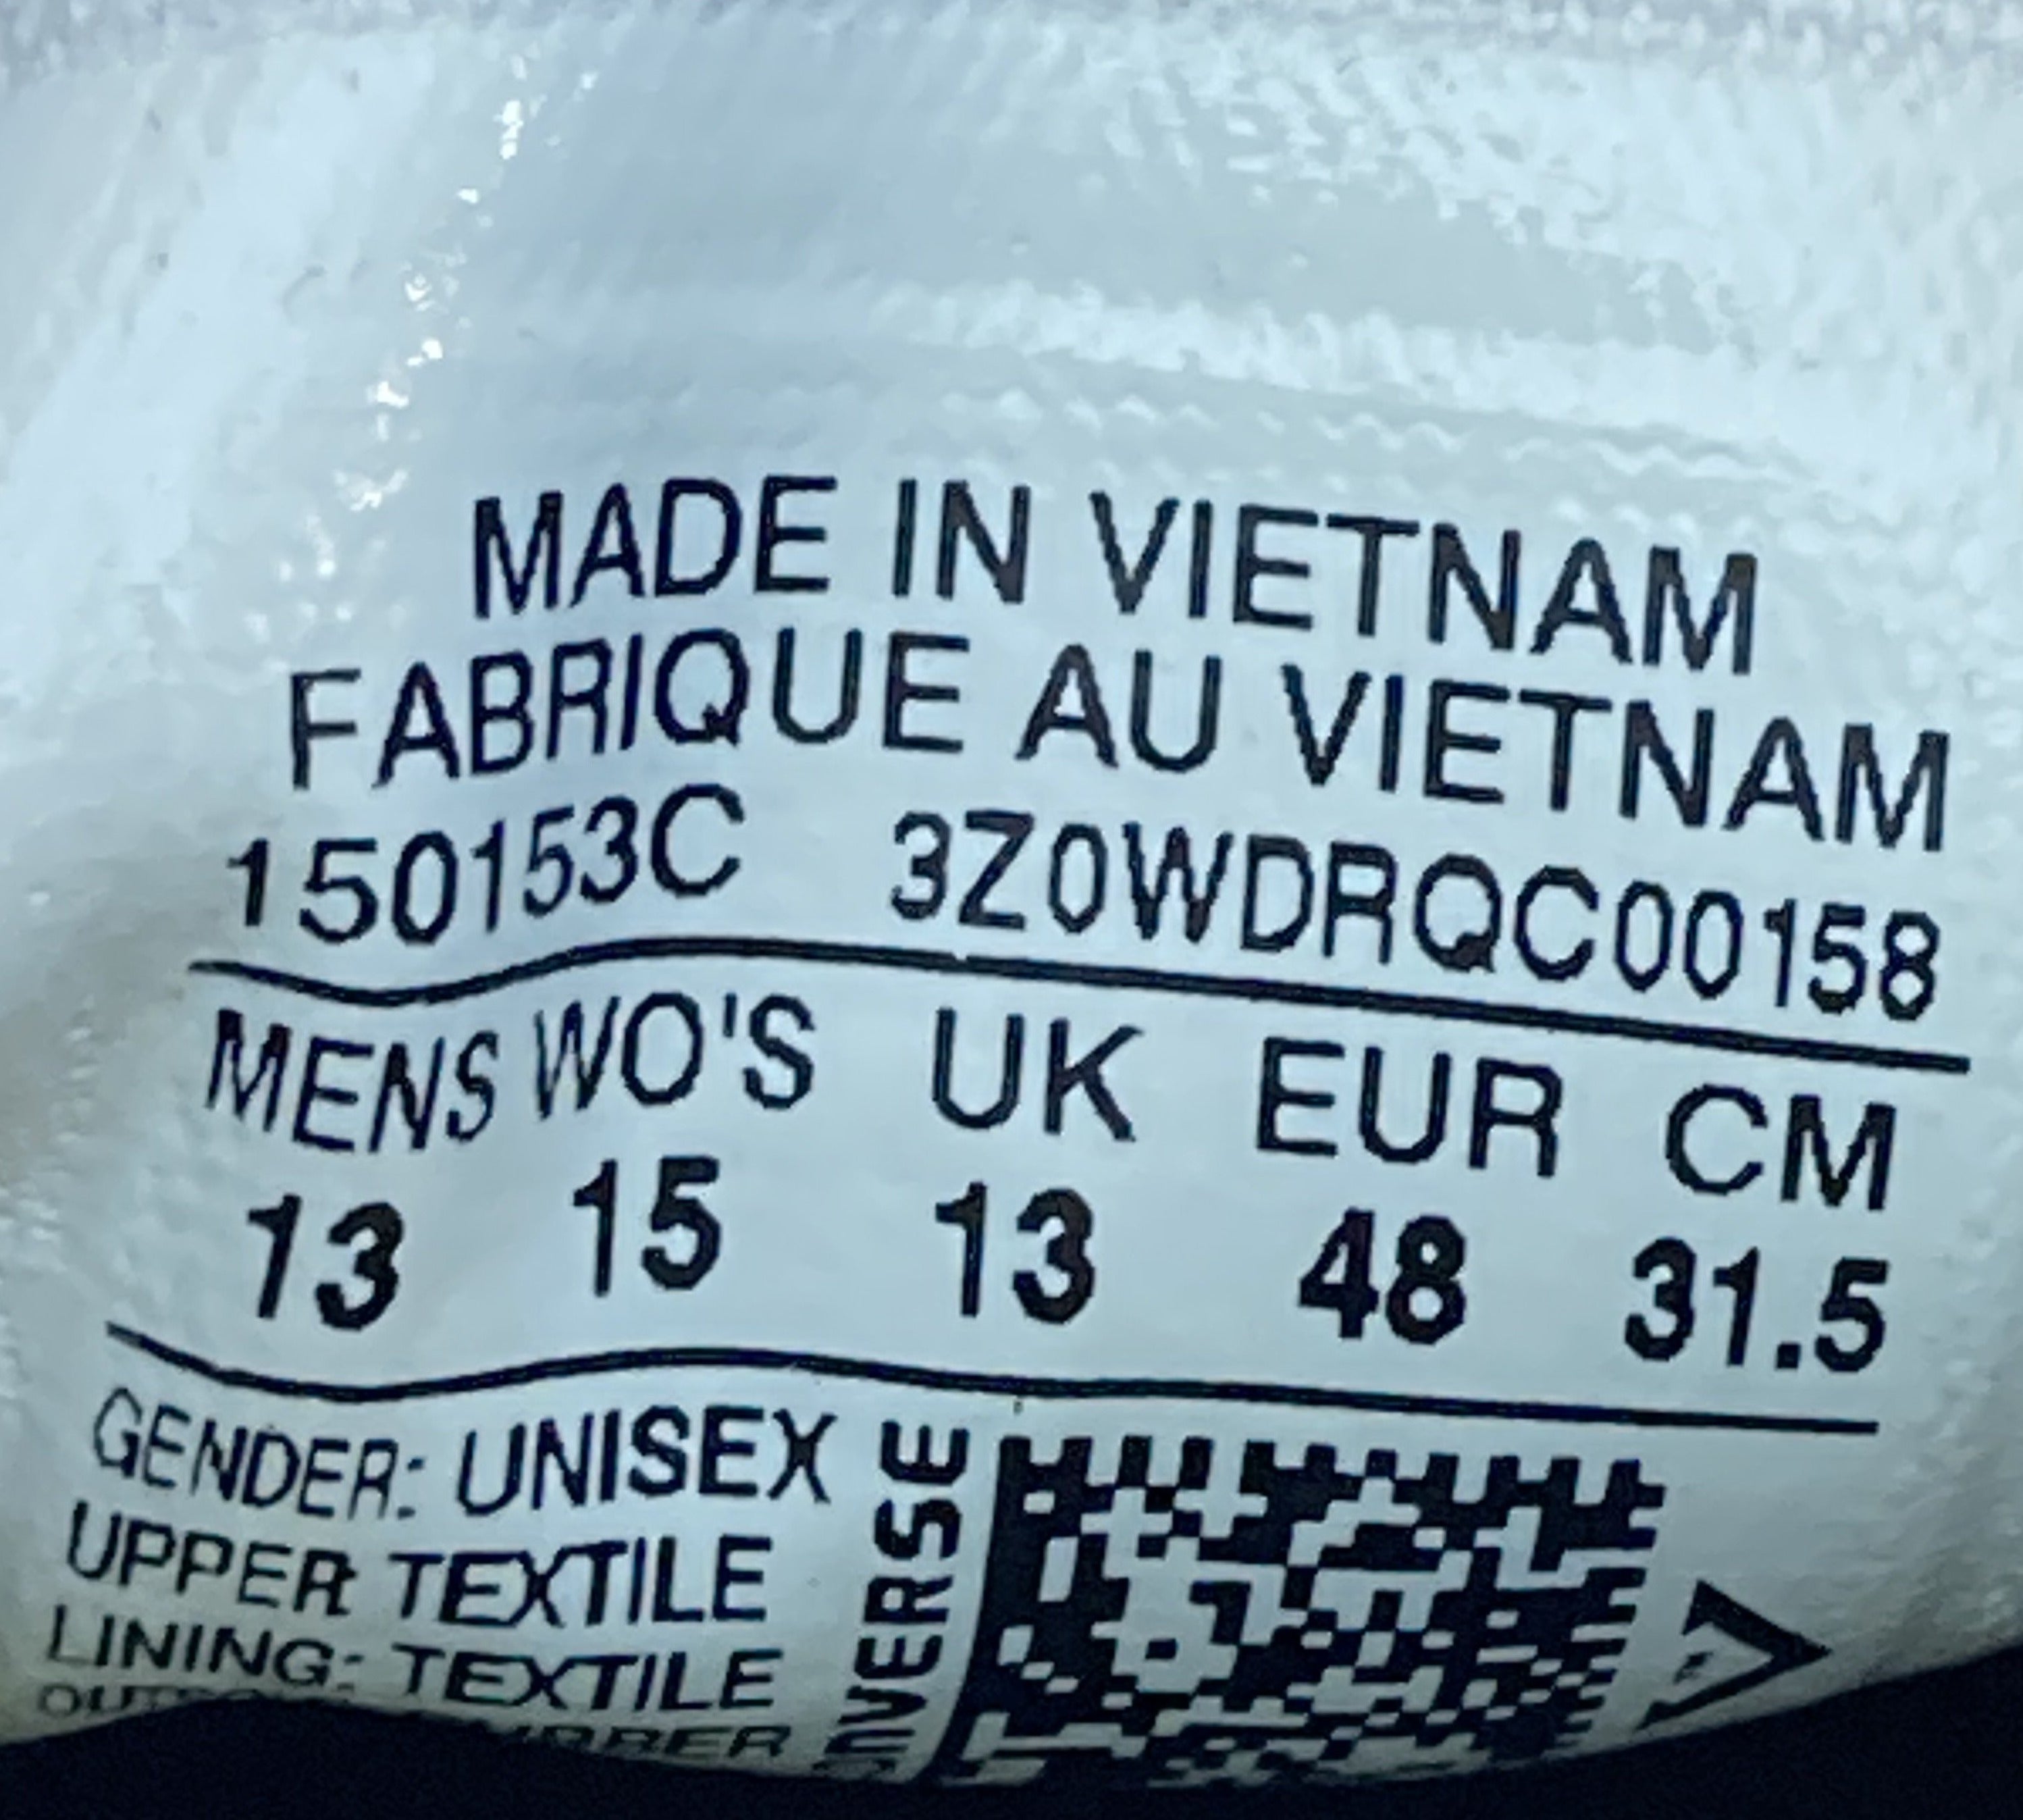 MADE IN VIETNAM
FABRIQUE AU VIETNAM
150153C 3Z0WDRQC00158
MENS WO'S UK EUR CM
13 15 13 48 31.5
GENDER: UNISEX
UPPER TEXTILE
LINING: TEXTILE